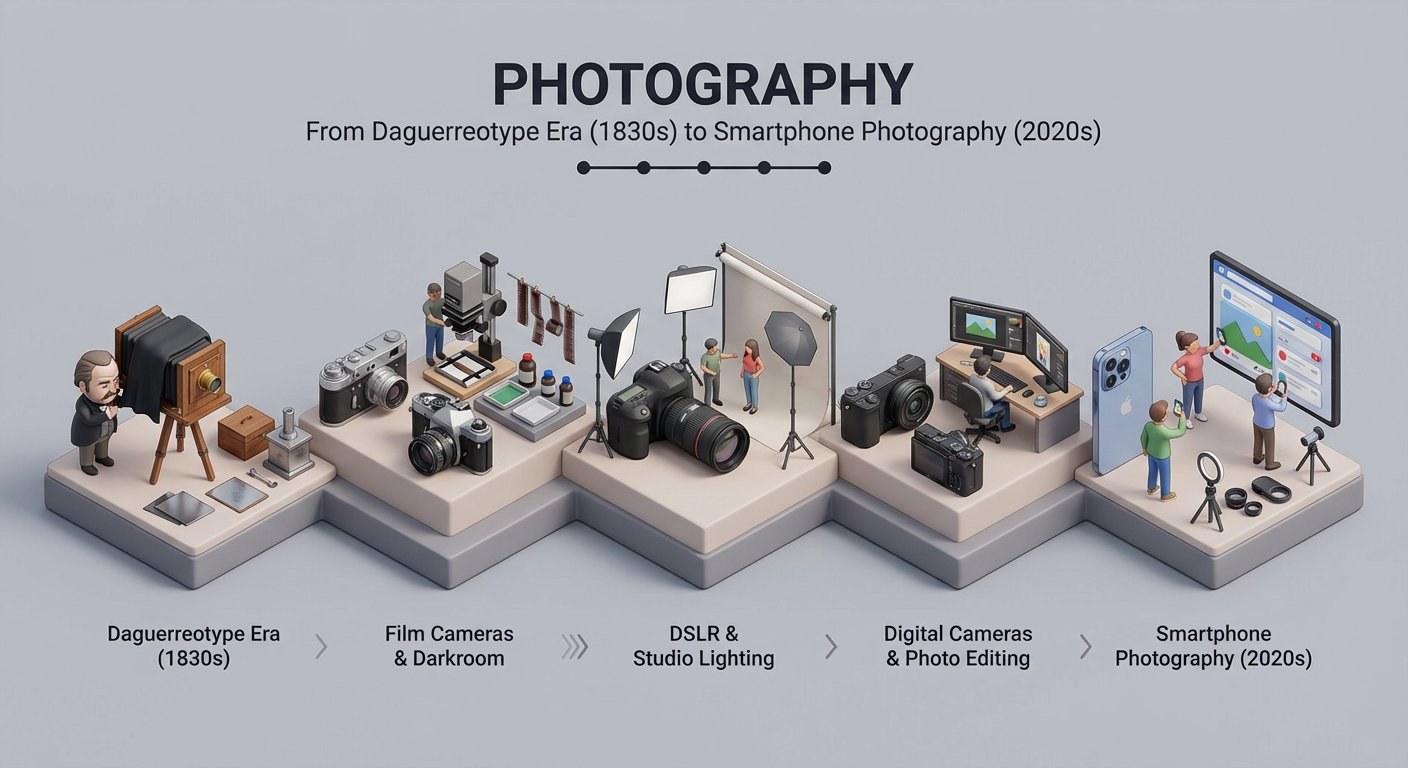 PHOTOGRAPHY
From Daguerreotype Era (1830s) to Smartphone Photography (2020s)
Daguerreotype Era
(1830s)
Film Cameras
& Darkroom
DSLR &
Studio Lighting
Digital Cameras
& Photo Editing
Smartphone
Photography (2020s)